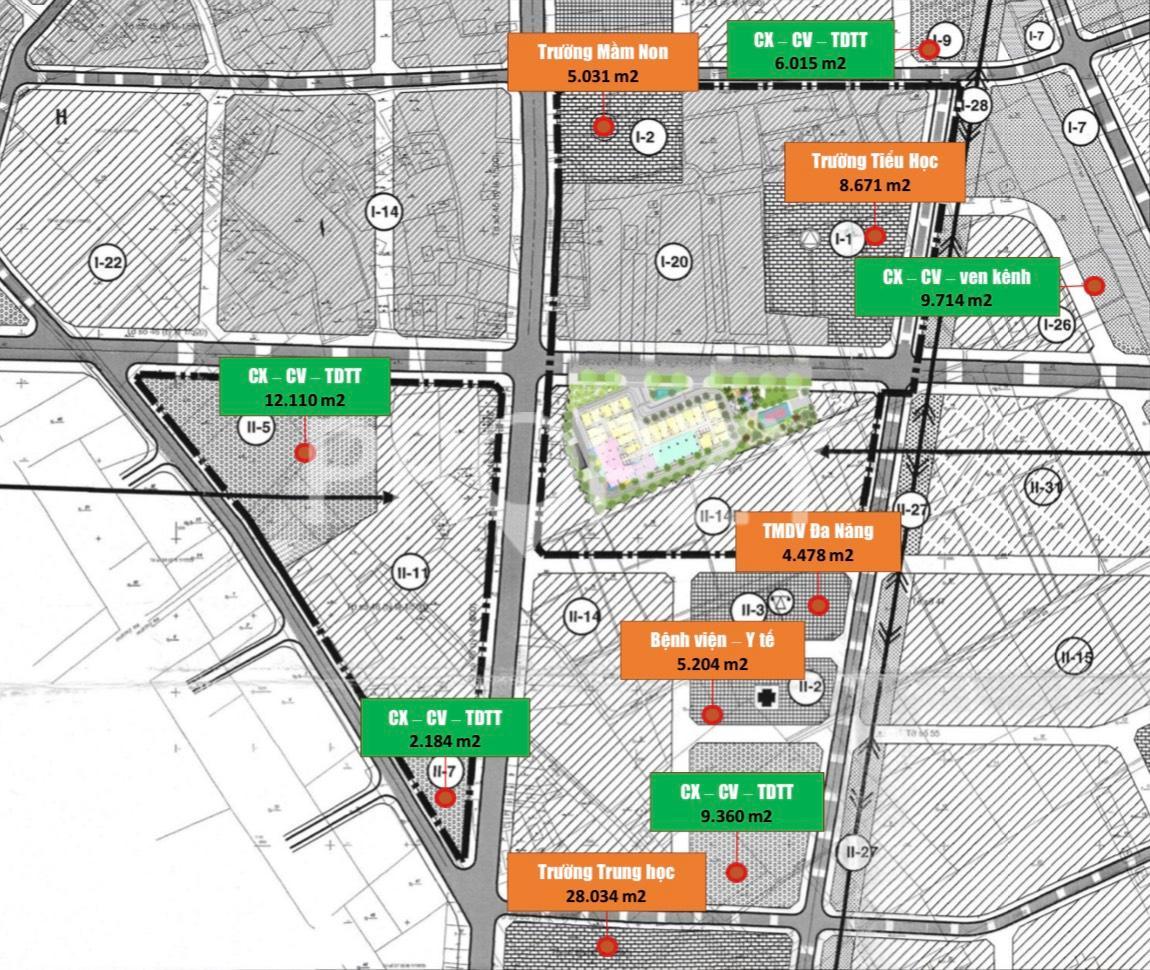 Trường Mầm Non
5.031 m2
CX – CV – TDTT
6.015 m2
I-9
I-7
H
I-2
I-28
I-7
Trường Tiểu Học
8.671 m2
I-14
I-1
I-22
I-20
CX – CV – ven kênh
9.714 m2
I-26
CX – CV – TDTT
12.110 m2
II-5
II-31
II-14
II-27
TMDV Đa Năng
4.478 m2
II-11
II-14
II-3
Bệnh viện – Y tế
5.204 m2
II-15
II-2
CX – CV – TDTT
2.184 m2
Tờ số 55
II-7
CX – CV – TDTT
9.360 m2
II-27
Trường Trung học
28.034 m2